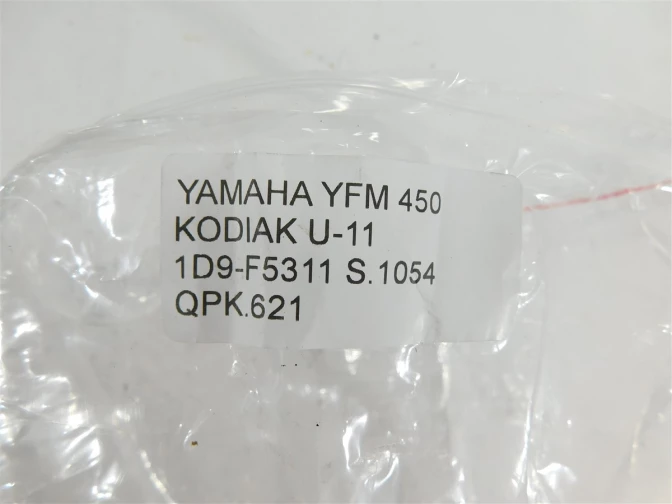 YAMAHA YFM 450
KODIAK U-11
1D9-F5311 S.1054
QPK.621